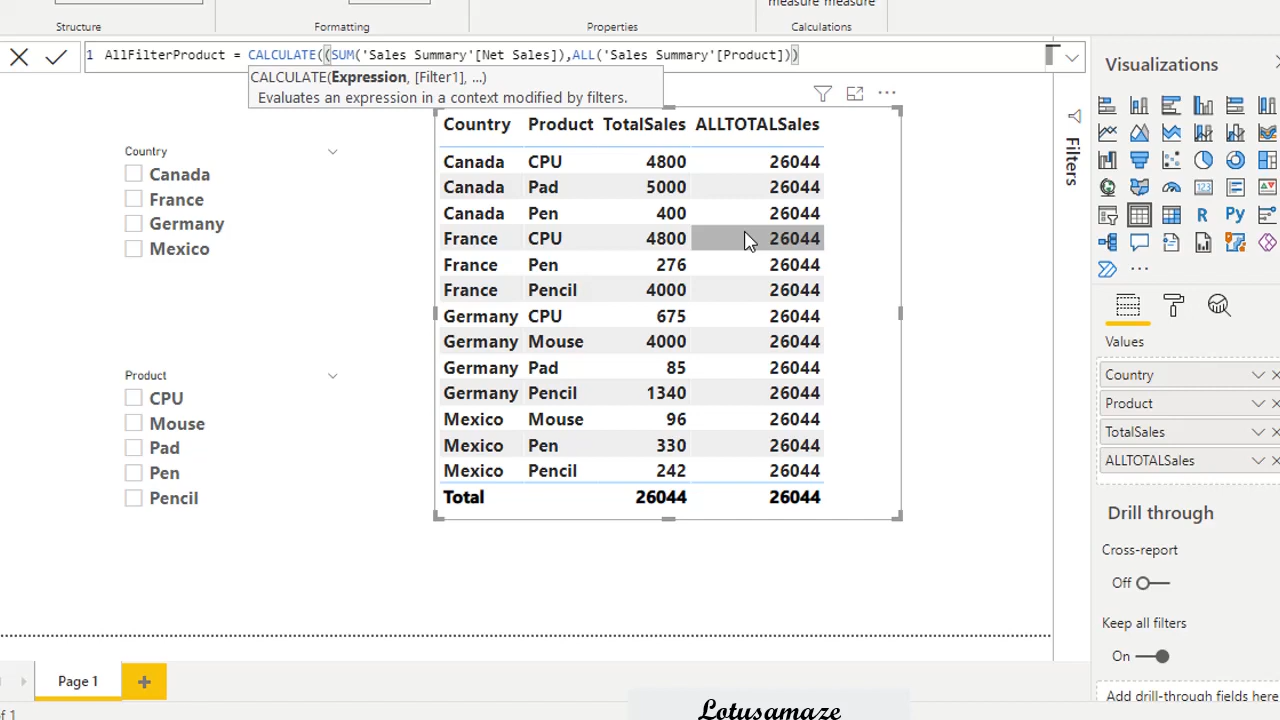 measure measure
Structure Formatting Properties Calculations
1 AllFilterProduct = CALCULATE((SUM('Sales Summary'[Net Sales]),ALL('Sales Summary'[Product]))
CALCULATE(Expression, [Filter1], ...)
Evaluates an expression in a context modified by filters.
Country
Canada
France
Germany
Mexico
Product
CPU
Mouse
Pad
Pen
Pencil
Country Product TotalSales ALLTOTALSales
Canada CPU 4800 26044
Canada Pad 5000 26044
Canada Pen 400 26044
France CPU 4800 26044
France Pen 276 26044
France Pencil 4000 26044
Germany CPU 675 26044
Germany Mouse 4000 26044
Germany Pad 85 26044
Germany Pencil 1340 26044
Mexico Mouse 96 26044
Mexico Pen 330 26044
Mexico Pencil 242 26044
Total 26044 26044
Filters
Visualizations
123
R Py
Values
Country
Product
TotalSales
ALLTOTALSales
Drill through
Cross-report
Off
Keep all filters
On
Add drill-through fields here
Page 1
of 1
Lotusamaze